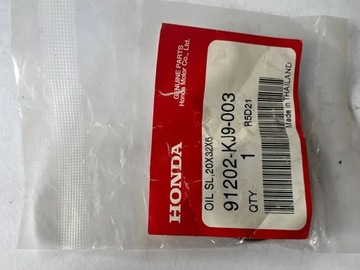 HONDA
GENUINE PARTS
Honda Motor Co., Ltd.
OIL SL,20X32X6
91202-KJ9-003
R5D21
QTY 1
Made in THAILAND